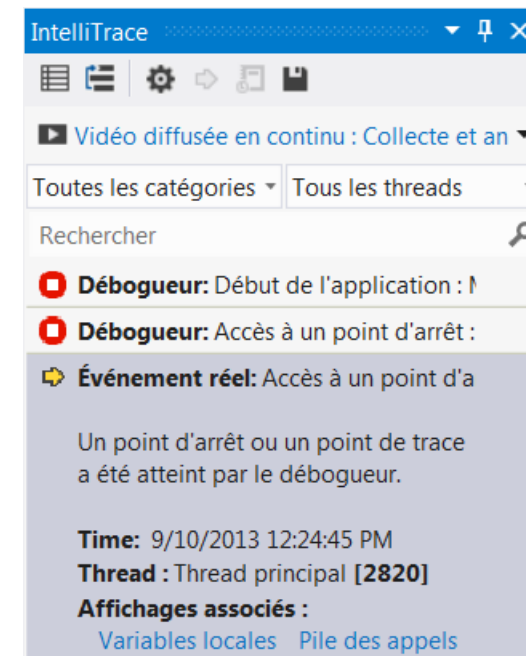 IntelliTrace
Vidéo diffusée en continu : Collecte et an
Toutes les catégories Tous les threads
Rechercher
Débogueur: Début de l'application :
Débogueur: Accès à un point d'arrêt :
Événement réel: Accès à un point d'a
Un point d'arrêt ou un point de trace
a été atteint par le débogueur.
Time: 9/10/2013 12:24:45 PM
Thread : Thread principal [2820]
Affichages associés :
Variables locales Pile des appels